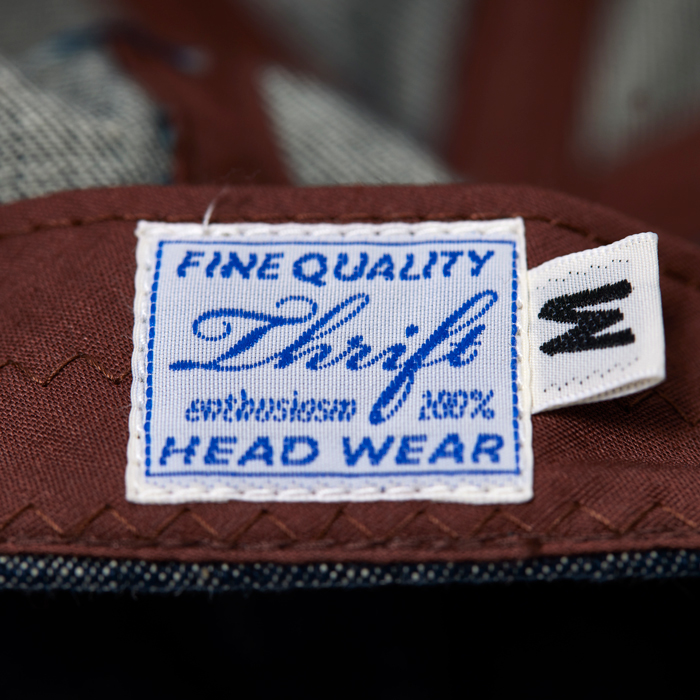 FINE QUALITY
Thrift
enthusiasm 100%
HEAD WEAR
M